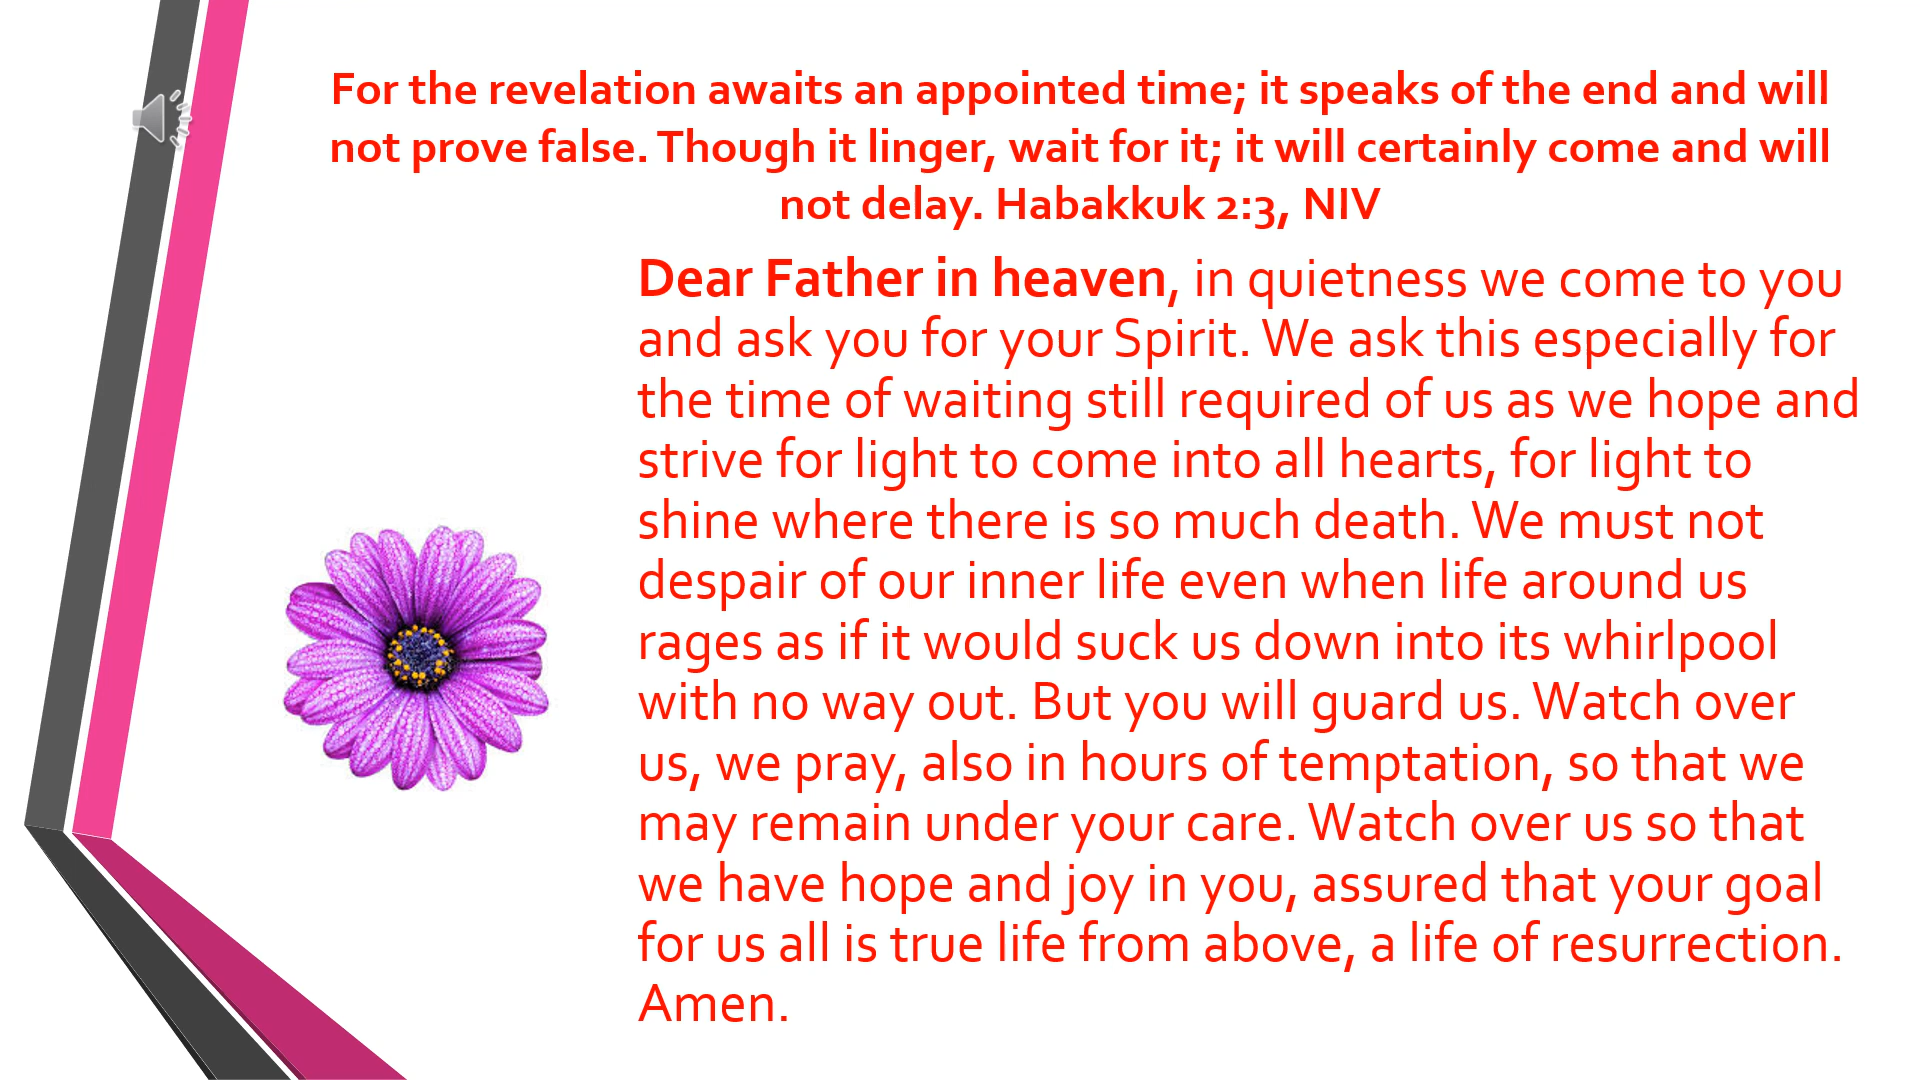 For the revelation awaits an appointed time; it speaks of the end and will
not prove false. Though it linger, wait for it; it will certainly come and will
not delay. Habakkuk 2:3, NIV
Dear Father in heaven, in quietness we come to you
and ask you for your Spirit. We ask this especially for
the time of waiting still required of us as we hope and
strive for light to come into all hearts, for light to
shine where there is so much death. We must not
despair of our inner life even when life around us
rages as if it would suck us down into its whirlpool
with no way out. But you will guard us. Watch over
us, we pray, also in hours of temptation, so that we
may remain under your care. Watch over us so that
we have hope and joy in you, assured that your goal
for us all is true life from above, a life of resurrection.
Amen.